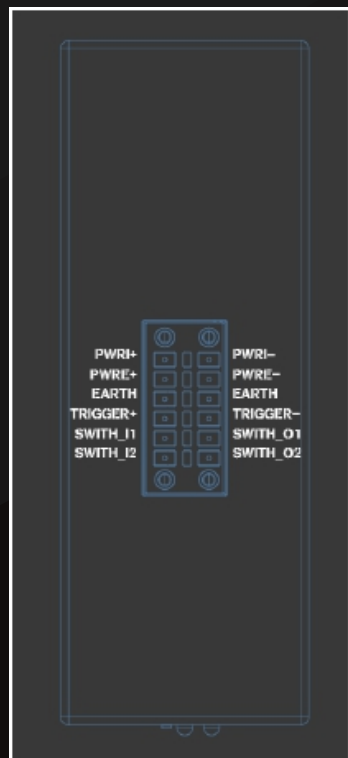 PWRI+ PWRI-
PWRE+ PWRE-
EARTH EARTH
TRIGGER+ TRIGGER-
SWITH_I1 SWITH_O1
SWITH_I2 SWITH_O2